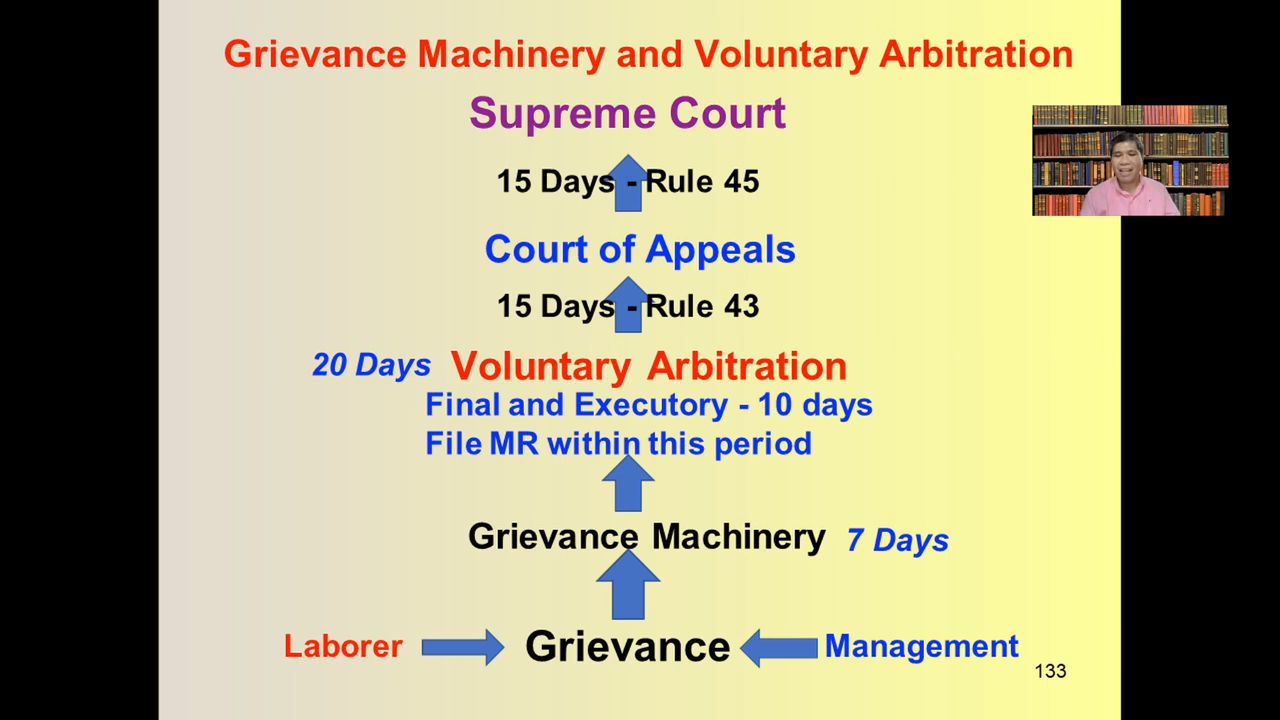 Grievance Machinery and Voluntary Arbitration
Supreme Court
15 Days - Rule 45
Court of Appeals
15 Days - Rule 43
20 Days Voluntary Arbitration
Final and Executory - 10 days
File MR within this period
Grievance Machinery 7 Days
Laborer Grievance Management
133